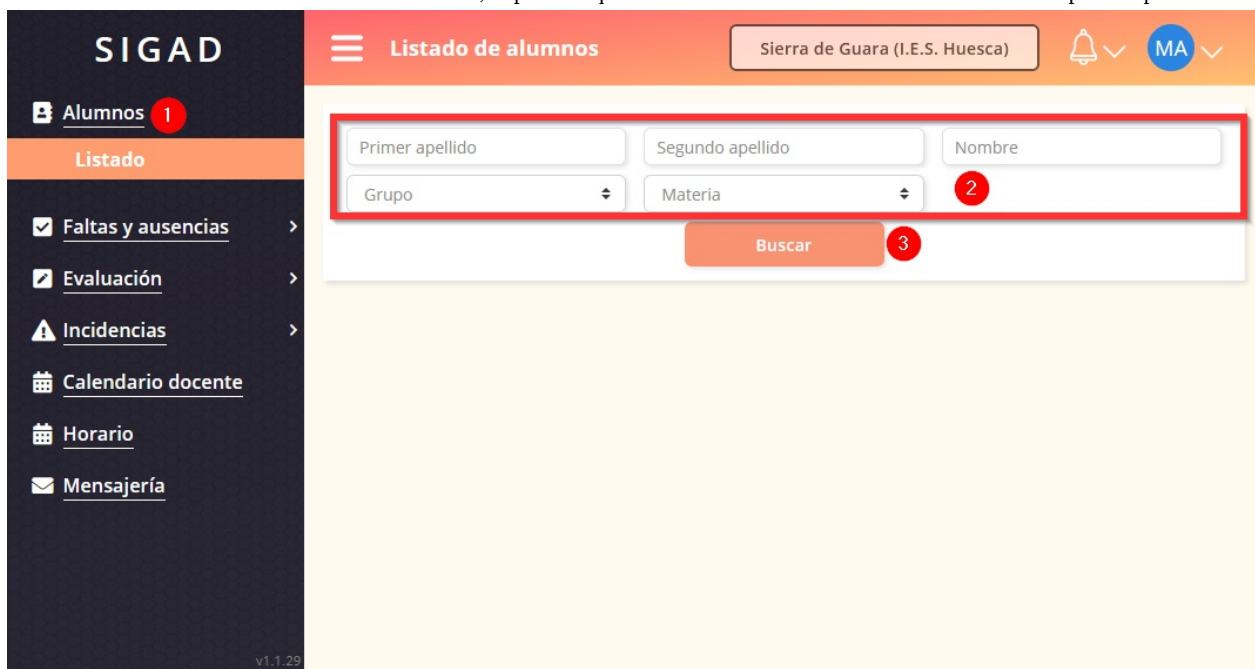 SIGAD
Listado de alumnos
Sierra de Guara (I.E.S. Huesca)
MA
Alumnos 1
Listado
Primer apellido
Segundo apellido
Nombre
Grupo
Materia
2
Buscar
3
Faltas y ausencias
Evaluación
Incidencias
Calendario docente
Horario
Mensajería
v1.1.29